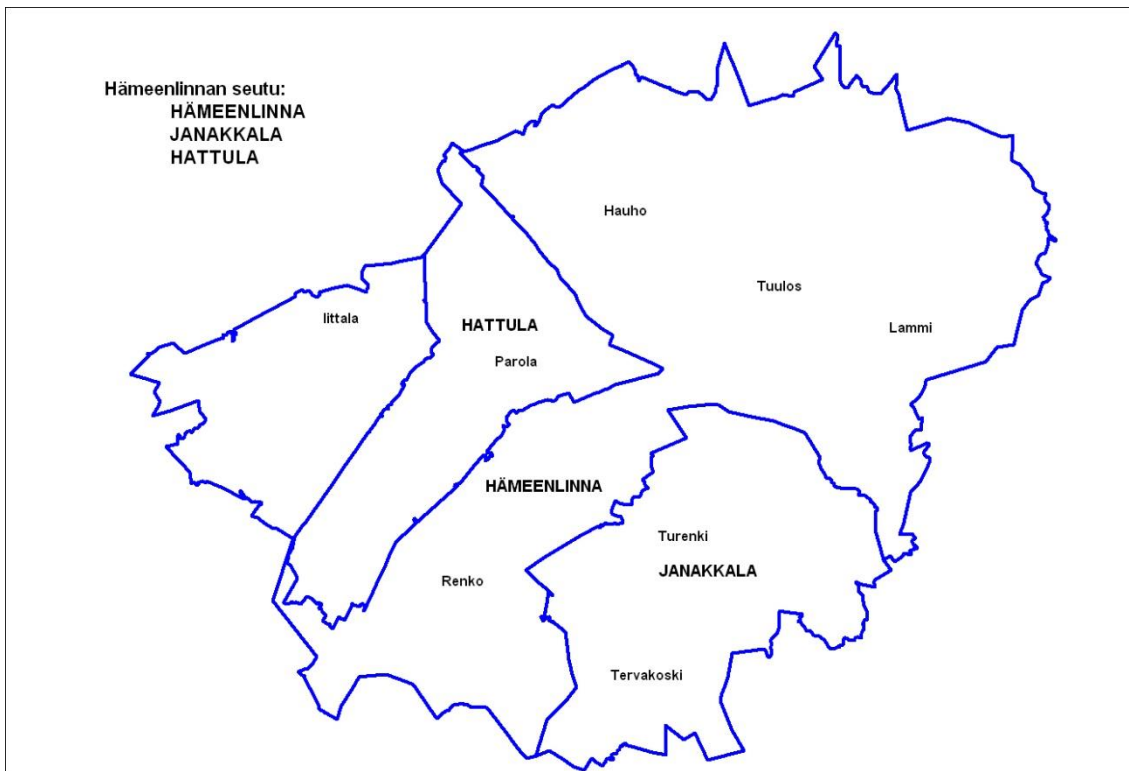 Hämeenlinnan seutu:
HÄMEENLINNA
JANAKKALA
HATTULA
Hauho
Tuulos
Iittala
HATTULA
Lammi
Parola
HÄMEENLINNA
Turenki
JANAKKALA
Renko
Tervakoski